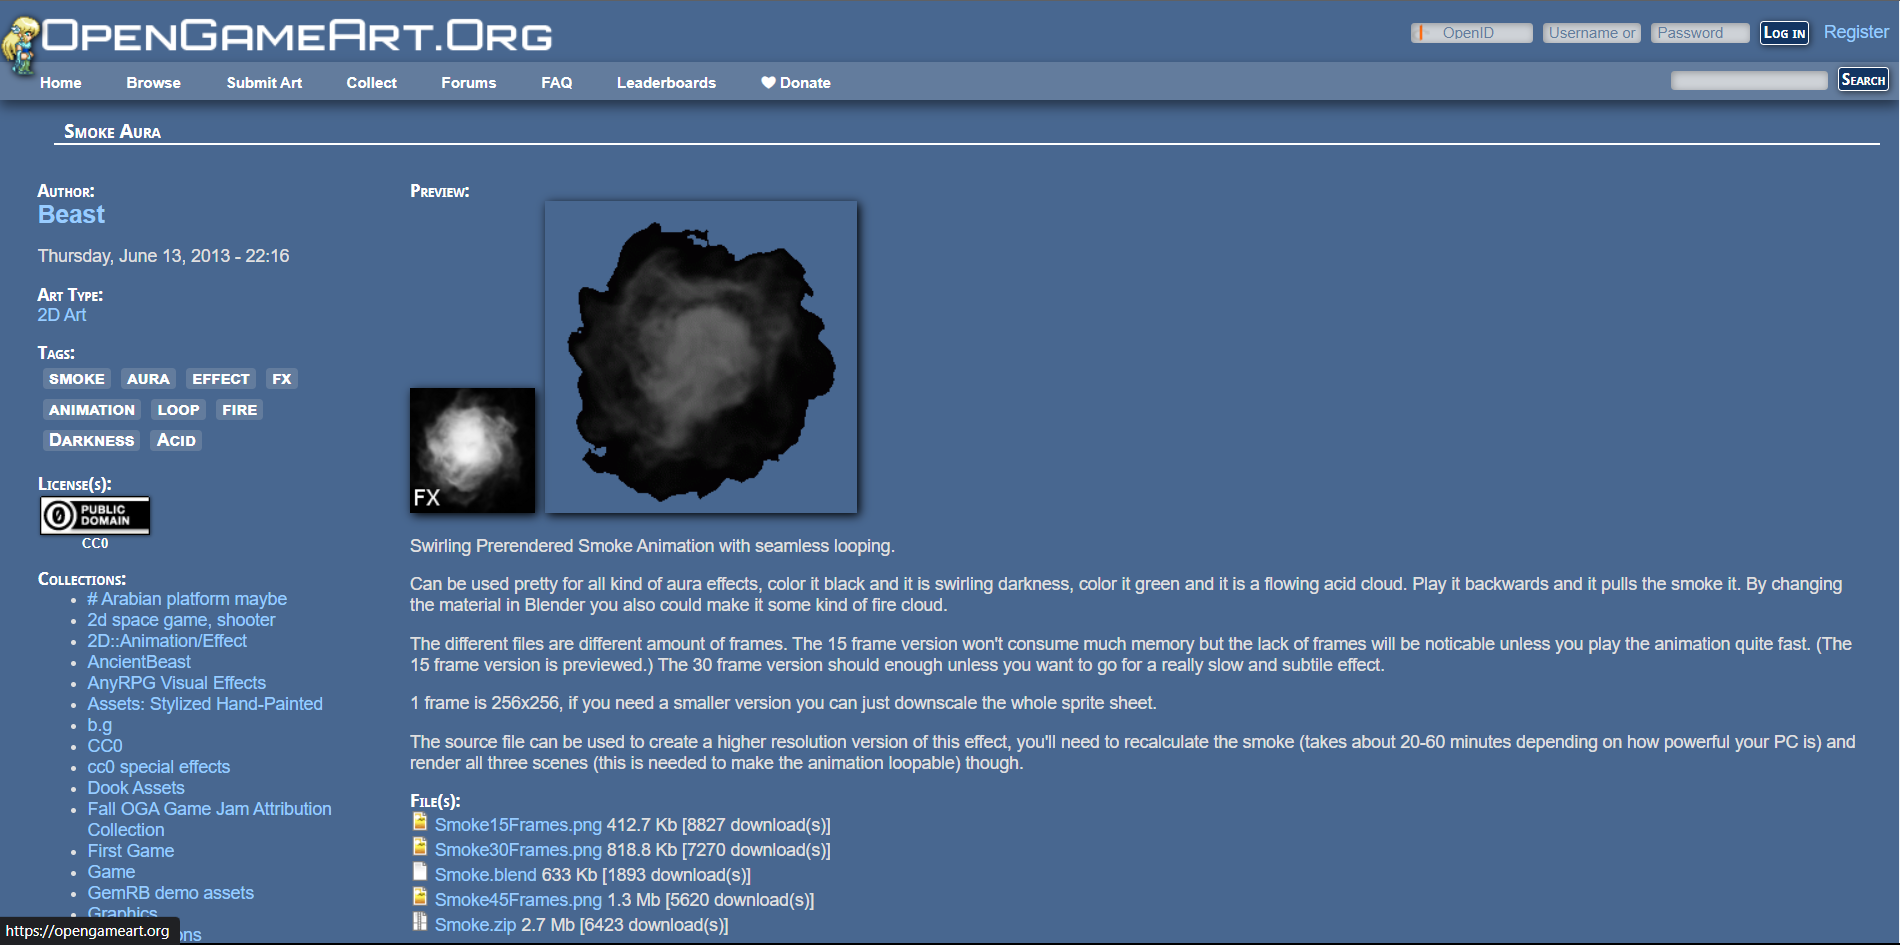 OpenGameArt.Org
OpenID
Username or
Password
Log in
Register
Home
Browse
Submit Art
Collect
Forums
FAQ
Leaderboards
Donate
Search
Smoke Aura
Author:
Beast
Thursday, June 13, 2013 - 22:16
Art Type:
2D Art
Tags:
SMOKE AURA EFFECT FX
ANIMATION LOOP FIRE
Darkness Acid
License(s):
PUBLIC
DOMAIN
CC0
Collections:
# Arabian platform maybe
2d space game, shooter
2D::Animation/Effect
AncientBeast
AnyRPG Visual Effects
Assets: Stylized Hand-Painted
b.g
CC0
cc0 special effects
Dook Assets
Fall OGA Game Jam Attribution
Collection
First Game
Game
GemRB demo assets
Graphics
ons
https://opengameart.org
Preview:
FX
Swirling Prerendered Smoke Animation with seamless looping.
Can be used pretty for all kind of aura effects, color it black and it is swirling darkness, color it green and it is a flowing acid cloud. Play it backwards and it pulls the smoke it. By changing
the material in Blender you also could make it some kind of fire cloud.
The different files are different amount of frames. The 15 frame version won't consume much memory but the lack of frames will be noticable unless you play the animation quite fast. (The
15 frame version is previewed.) The 30 frame version should enough unless you want to go for a really slow and subtile effect.
1 frame is 256x256, if you need a smaller version you can just downscale the whole sprite sheet.
The source file can be used to create a higher resolution version of this effect, you'll need to recalculate the smoke (takes about 20-60 minutes depending on how powerful your PC is) and
render all three scenes (this is needed to make the animation loopable) though.
File(s):
Smoke15Frames.png 412.7 Kb [8827 download(s)]
Smoke30Frames.png 818.8 Kb [7270 download(s)]
Smoke.blend 633 Kb [1893 download(s)]
Smoke45Frames.png 1.3 Mb [5620 download(s)]
Smoke.zip 2.7 Mb [6423 download(s)]